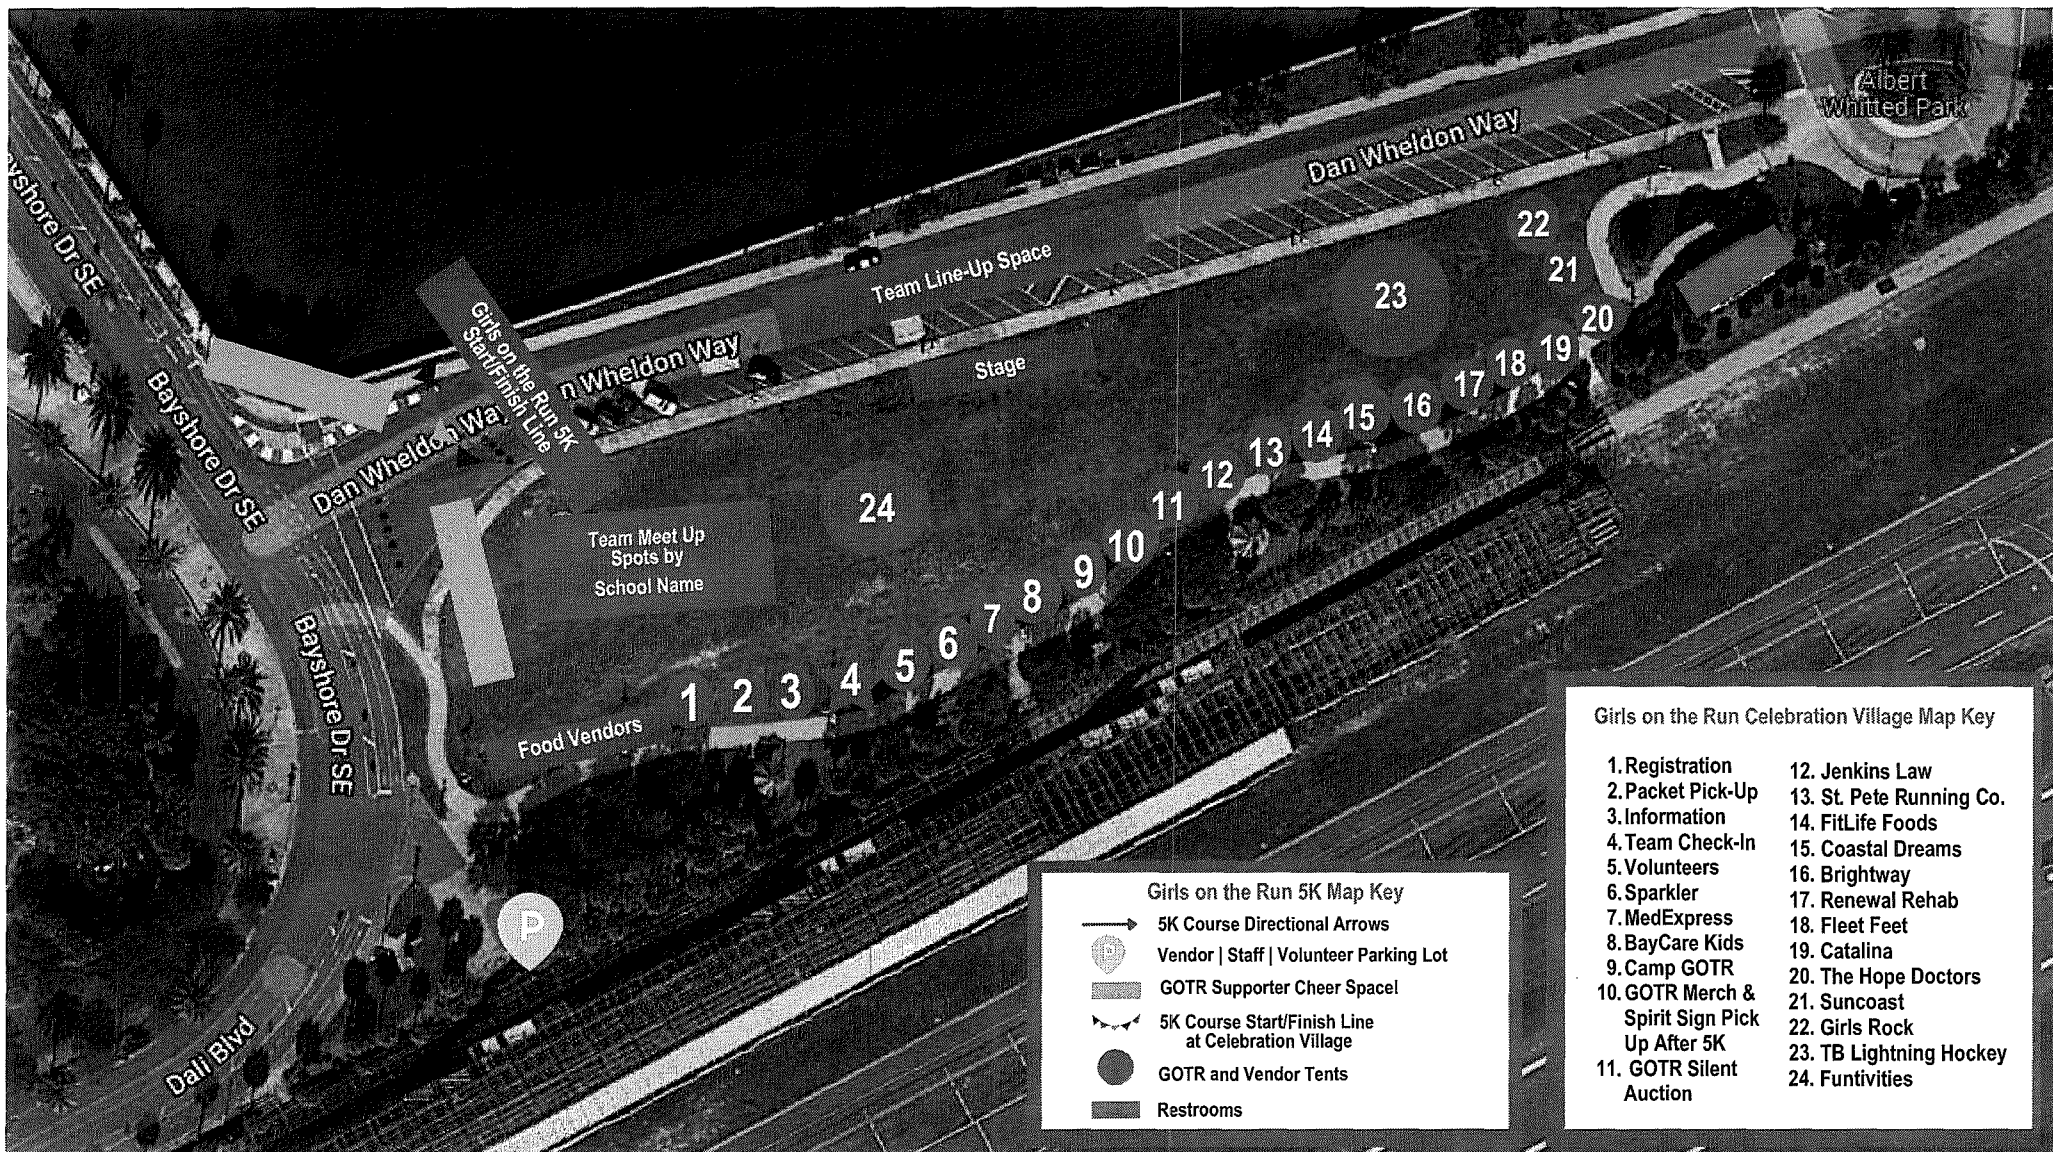 Albert
Whitted Park
Dan Wheldon Way
ayshore Dr SE
Team Line-Up Space
22
21
23
20
Girls on the Run 5K
Start/Finish Line
n Wheldon Way
Stage
19
18
17
16
15
14
13
12
11
10
9
8
7
6
5
4
3
2
1
Bayshore Dr SE
Dan Wheldon Way
24
Team Meet Up
Spots by
School Name
Bayshore Dr SE
Food Vendors
P
Dali Blvd
Girls on the Run 5K Map Key
5K Course Directional Arrows
P
Vendor | Staff | Volunteer Parking Lot
GOTR Supporter Cheer Space!
5K Course Start/Finish Line
at Celebration Village
GOTR and Vendor Tents
Restrooms
Girls on the Run Celebration Village Map Key
1. Registration
2. Packet Pick-Up
3. Information
4. Team Check-In
5. Volunteers
6. Sparkler
7. MedExpress
8. BayCare Kids
9. Camp GOTR
10. GOTR Merch &
Spirit Sign Pick
Up After 5K
11. GOTR Silent
Auction
12. Jenkins Law
13. St. Pete Running Co.
14. FitLife Foods
15. Coastal Dreams
16. Brightway
17. Renewal Rehab
18. Fleet Feet
19. Catalina
20. The Hope Doctors
21. Suncoast
22. Girls Rock
23. TB Lightning Hockey
24. Funtivities